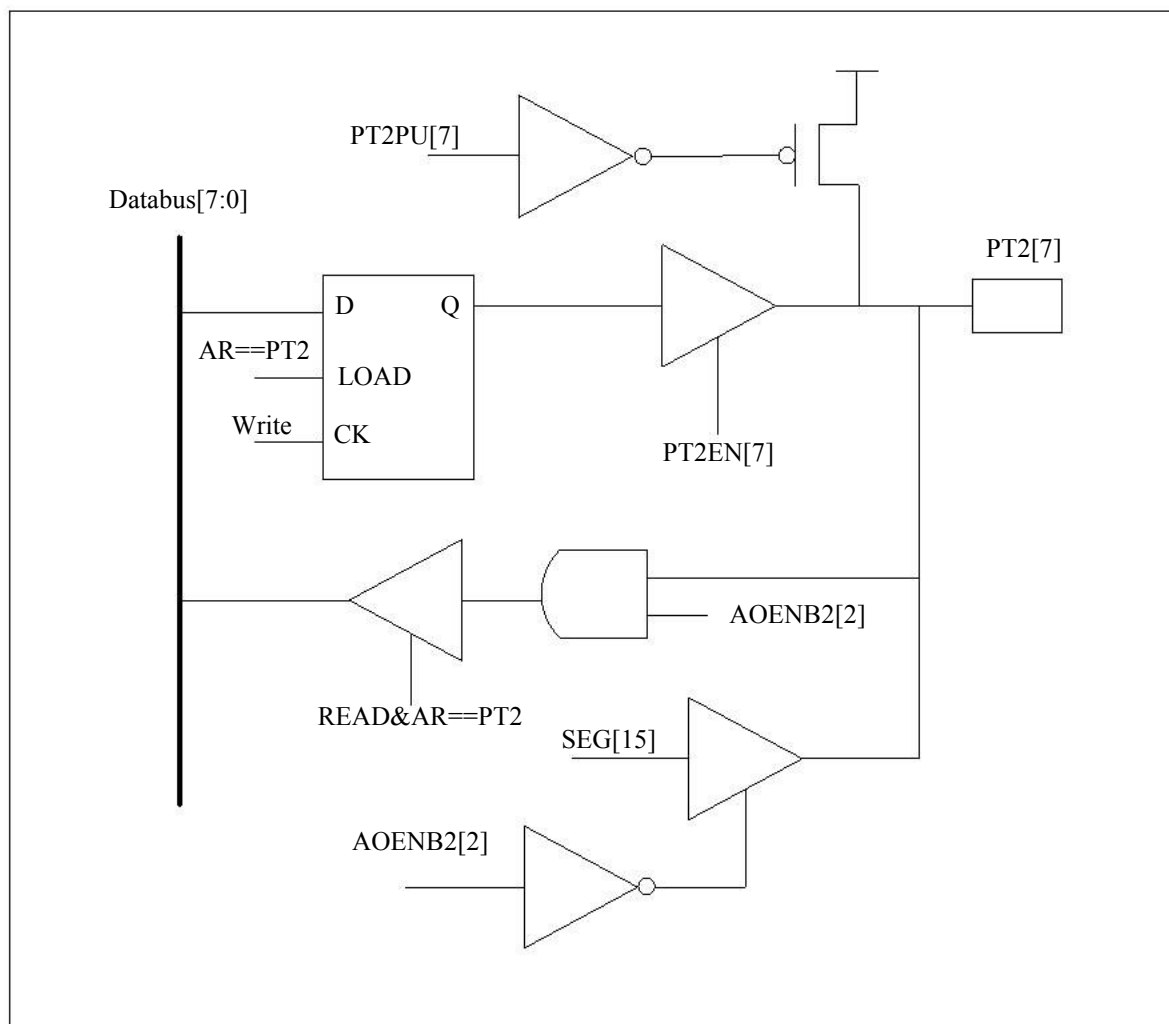 PT2PU[7]
Databus[7:0]
PT2[7]
D
Q
AR==PT2
LOAD
Write
CK
PT2EN[7]
AOENB2[2]
READ&AR==PT2
SEG[15]
AOENB2[2]